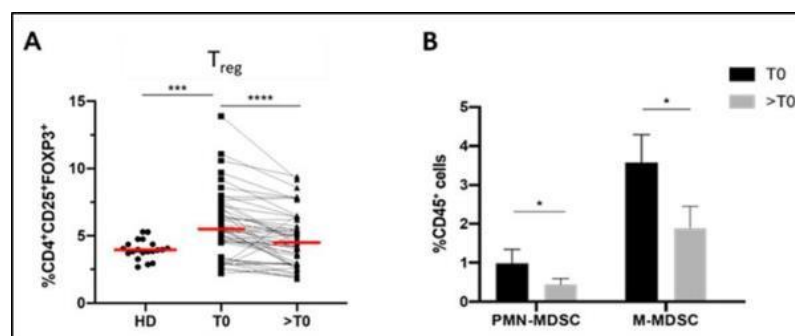 A
T_reg
***
****
%CD4⁺CD25⁺FOXP3⁺
15
10
5
0
HD
T0
>T0
B
T0
>T0
%CD45⁺ cells
5
4
3
2
1
0
*
*
PMN-MDSC
M-MDSC